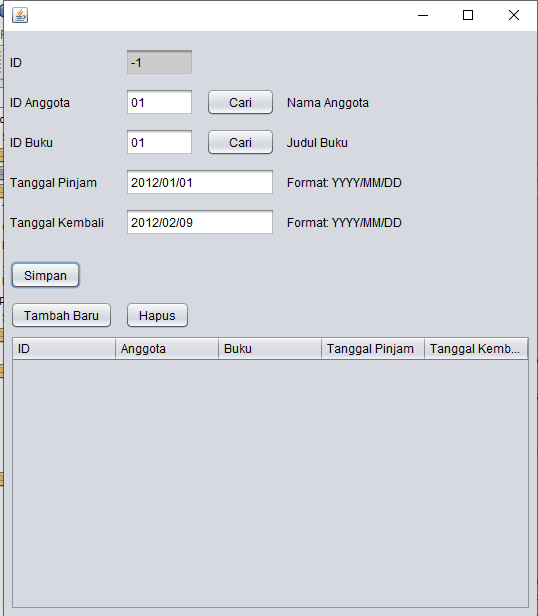 ID -1
ID Anggota 01 Cari Nama Anggota
ID Buku 01 Cari Judul Buku
Tanggal Pinjam 2012/01/01 Format: YYYY/MM/DD
Tanggal Kembali 2012/02/09 Format: YYYY/MM/DD
Simpan
Tambah Baru Hapus
ID Anggota Buku Tanggal Pinjam Tanggal Kemb...